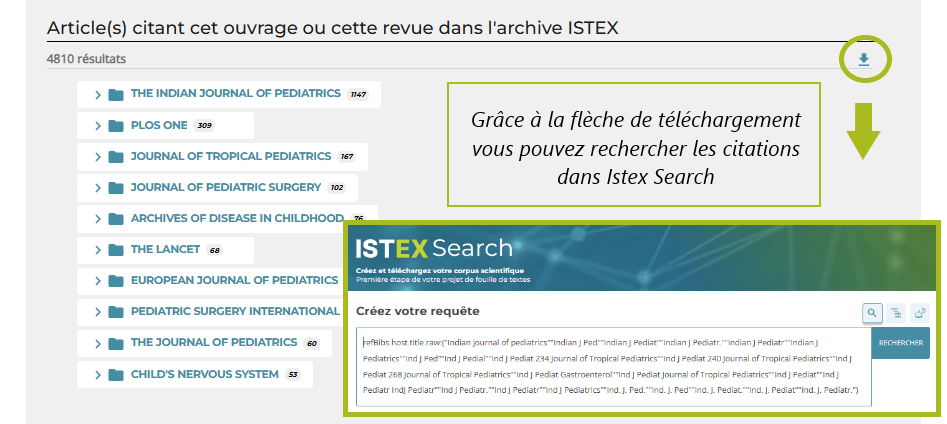 Article(s) citant cet ouvrage ou cette revue dans l'archive ISTEX
4810 résultats
THE INDIAN JOURNAL OF PEDIATRICS 1147
PLOS ONE 309
JOURNAL OF TROPICAL PEDIATRICS 167
JOURNAL OF PEDIATRIC SURGERY 102
ARCHIVES OF DISEASE IN CHILDHOOD 76
THE LANCET 68
EUROPEAN JOURNAL OF PEDIATRICS
PEDIATRIC SURGERY INTERNATIONAL
THE JOURNAL OF PEDIATRICS 60
CHILD'S NERVOUS SYSTEM 53
Grâce à la flèche de téléchargement
vous pouvez rechercher les citations
dans Istex Search
ISTEX Search
Créez et téléchargez votre corpus scientifique
Première étape de votre projet de fouille de textes
Créez votre requête
refBibs.host.title.raw:("Indian journal of pediatrics""Indian J Ped""Indian J Pediat""Indian J Pediatr.""Indian J Pediatr""Indian J
Pediatrics""Ind J Ped""Ind J Pedial""Ind J Pediat 234 Journal of Tropical Pediatrics""Ind J Pediat 240 Journal of Tropical Pediatrics""Ind J
Pediat 268 Journal of Tropical Pediatrics""Ind J Pediat Gastroenterol""Ind J Pediat Journal of Tropical Pediatrics""Ind J Pediat""Ind J
Pediatr IndJ Pediatr""Ind J Pediatr.""Ind J Pediatr""Ind J Pediatrics""Ind. J. Ped.""Ind. J. Ped""Ind. J. Pediat.""Ind. J. Pediat""Ind. J. Pediatr.")
RECHERCHER